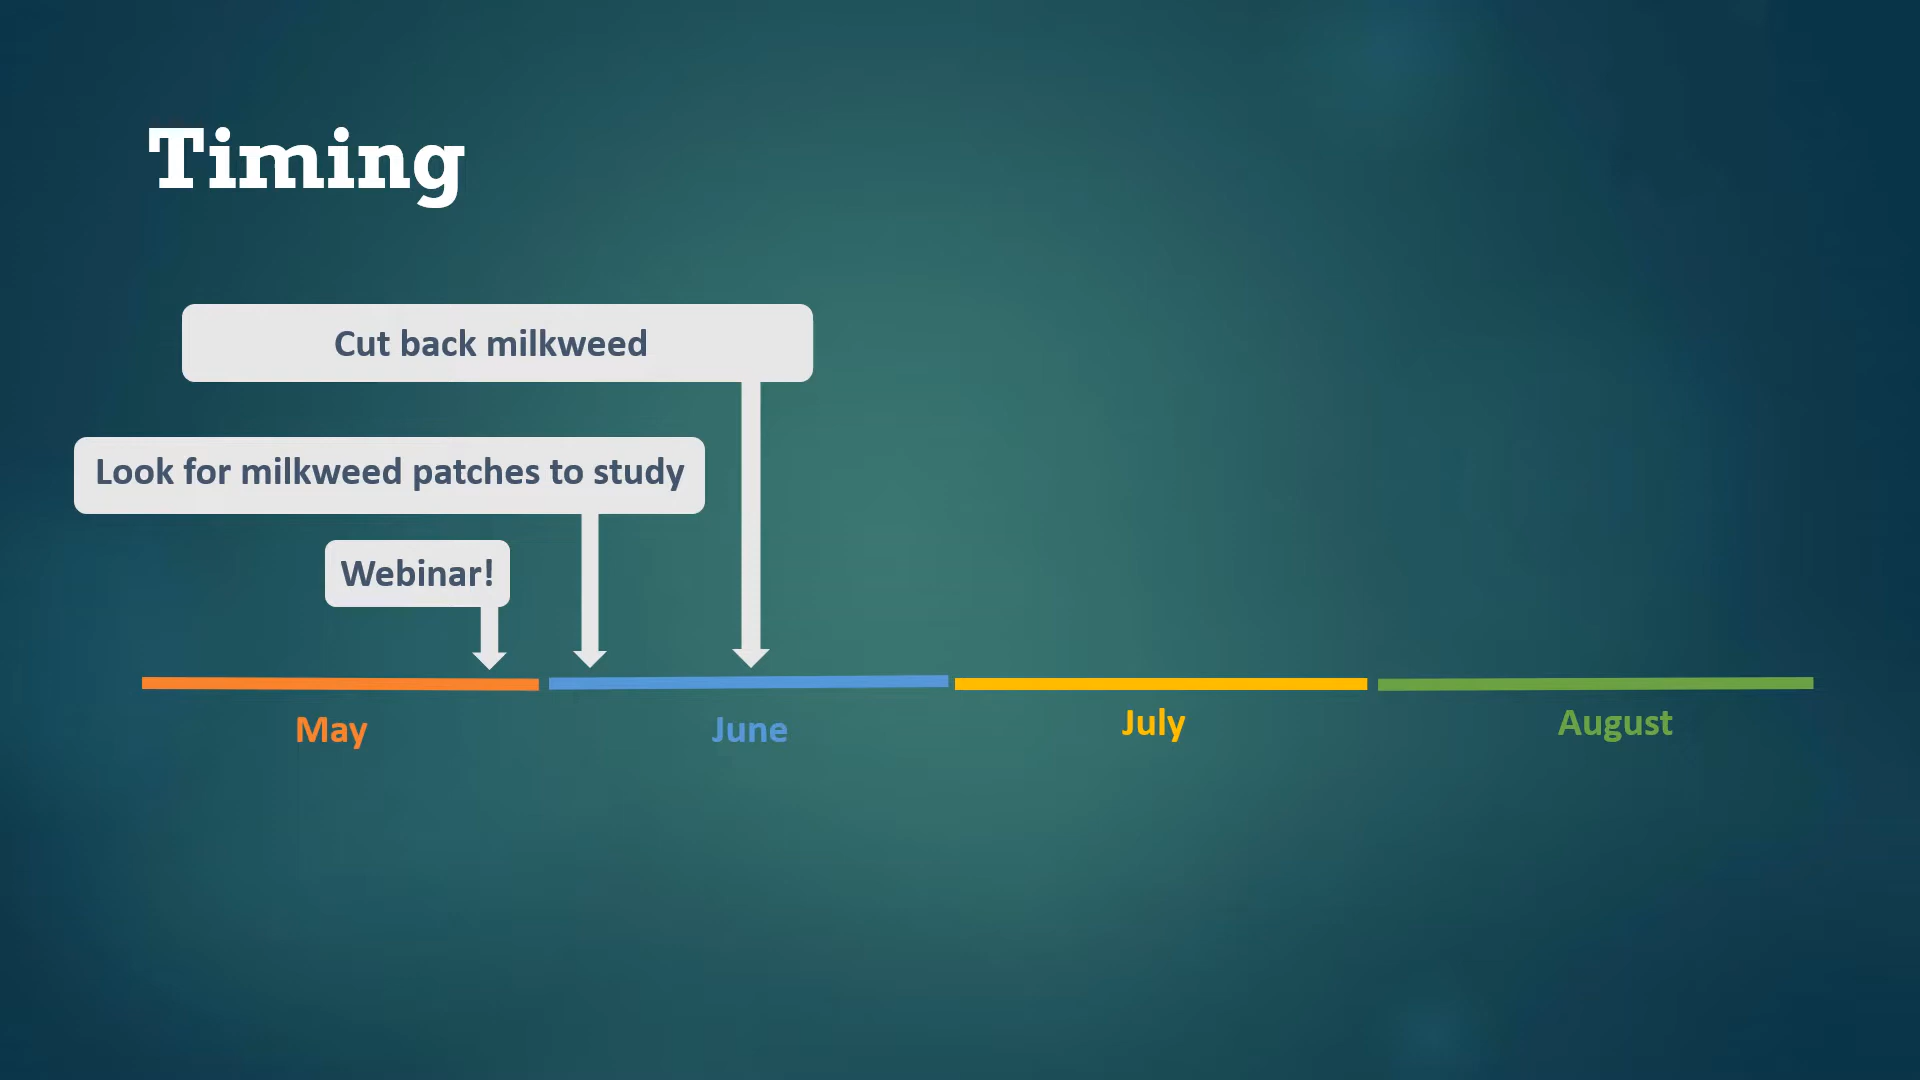 Timing
Cut back milkweed
Look for milkweed patches to study
Webinar!
May
June
July
August